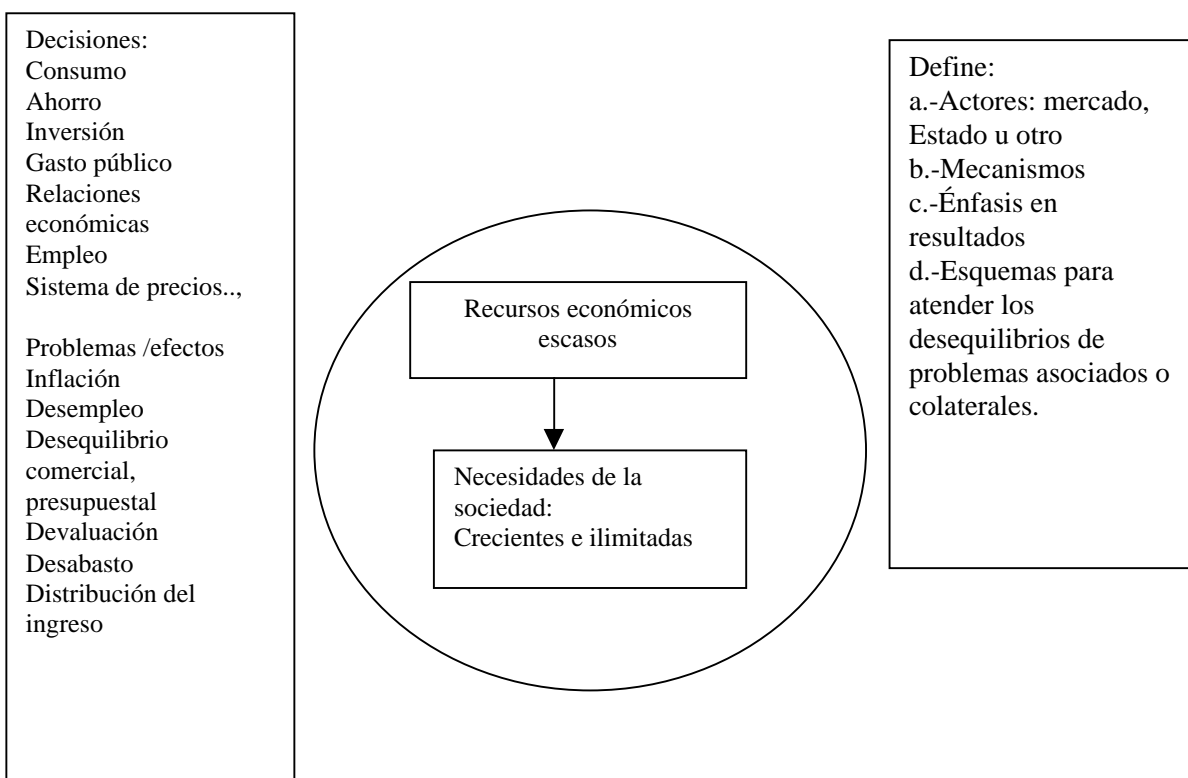 Decisiones:
Consumo
Ahorro
Inversión
Gasto público
Relaciones
económicas
Empleo
Sistema de precios..,
Problemas /efectos
Inflación
Desempleo
Desequilibrio
comercial,
presupuestal
Devaluación
Desabasto
Distribución del
ingreso
Recursos económicos
escasos
Necesidades de la
sociedad:
Crecientes e ilimitadas
Define:
a.-Actores: mercado,
Estado u otro
b.-Mecanismos
c.-Énfasis en
resultados
d.-Esquemas para
atender los
desequilibrios de
problemas asociados o
colaterales.